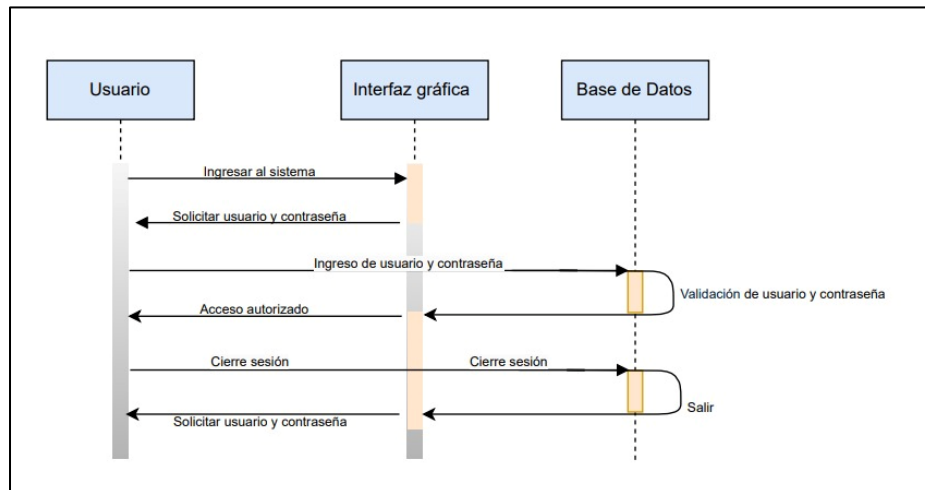 Usuario
Interfaz gráfica
Base de Datos
Ingresar al sistema
Solicitar usuario y contraseña
Ingreso de usuario y contraseña
Validación de usuario y contraseña
Acceso autorizado
Cierre sesión
Cierre sesión
Salir
Solicitar usuario y contraseña